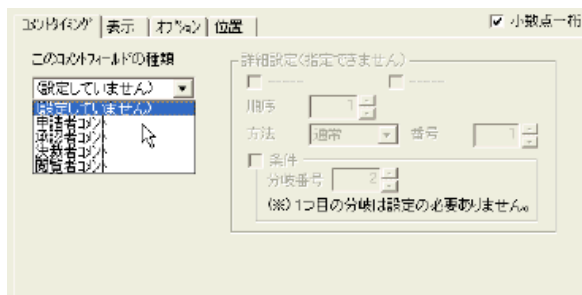 コメントタイミング 表示 オプション 位置
小数点一桁
このコメントフィールドの種類
(設定していません)
(設定していません)
申請者コメント
承認者コメント
決裁者コメント
閲覧者コメント
詳細設定(指定できません)
------ ------
順序 1
方法 通常 番号 1
条件
分岐番号 2
(※) 1つ目の分岐は設定の必要ありません。